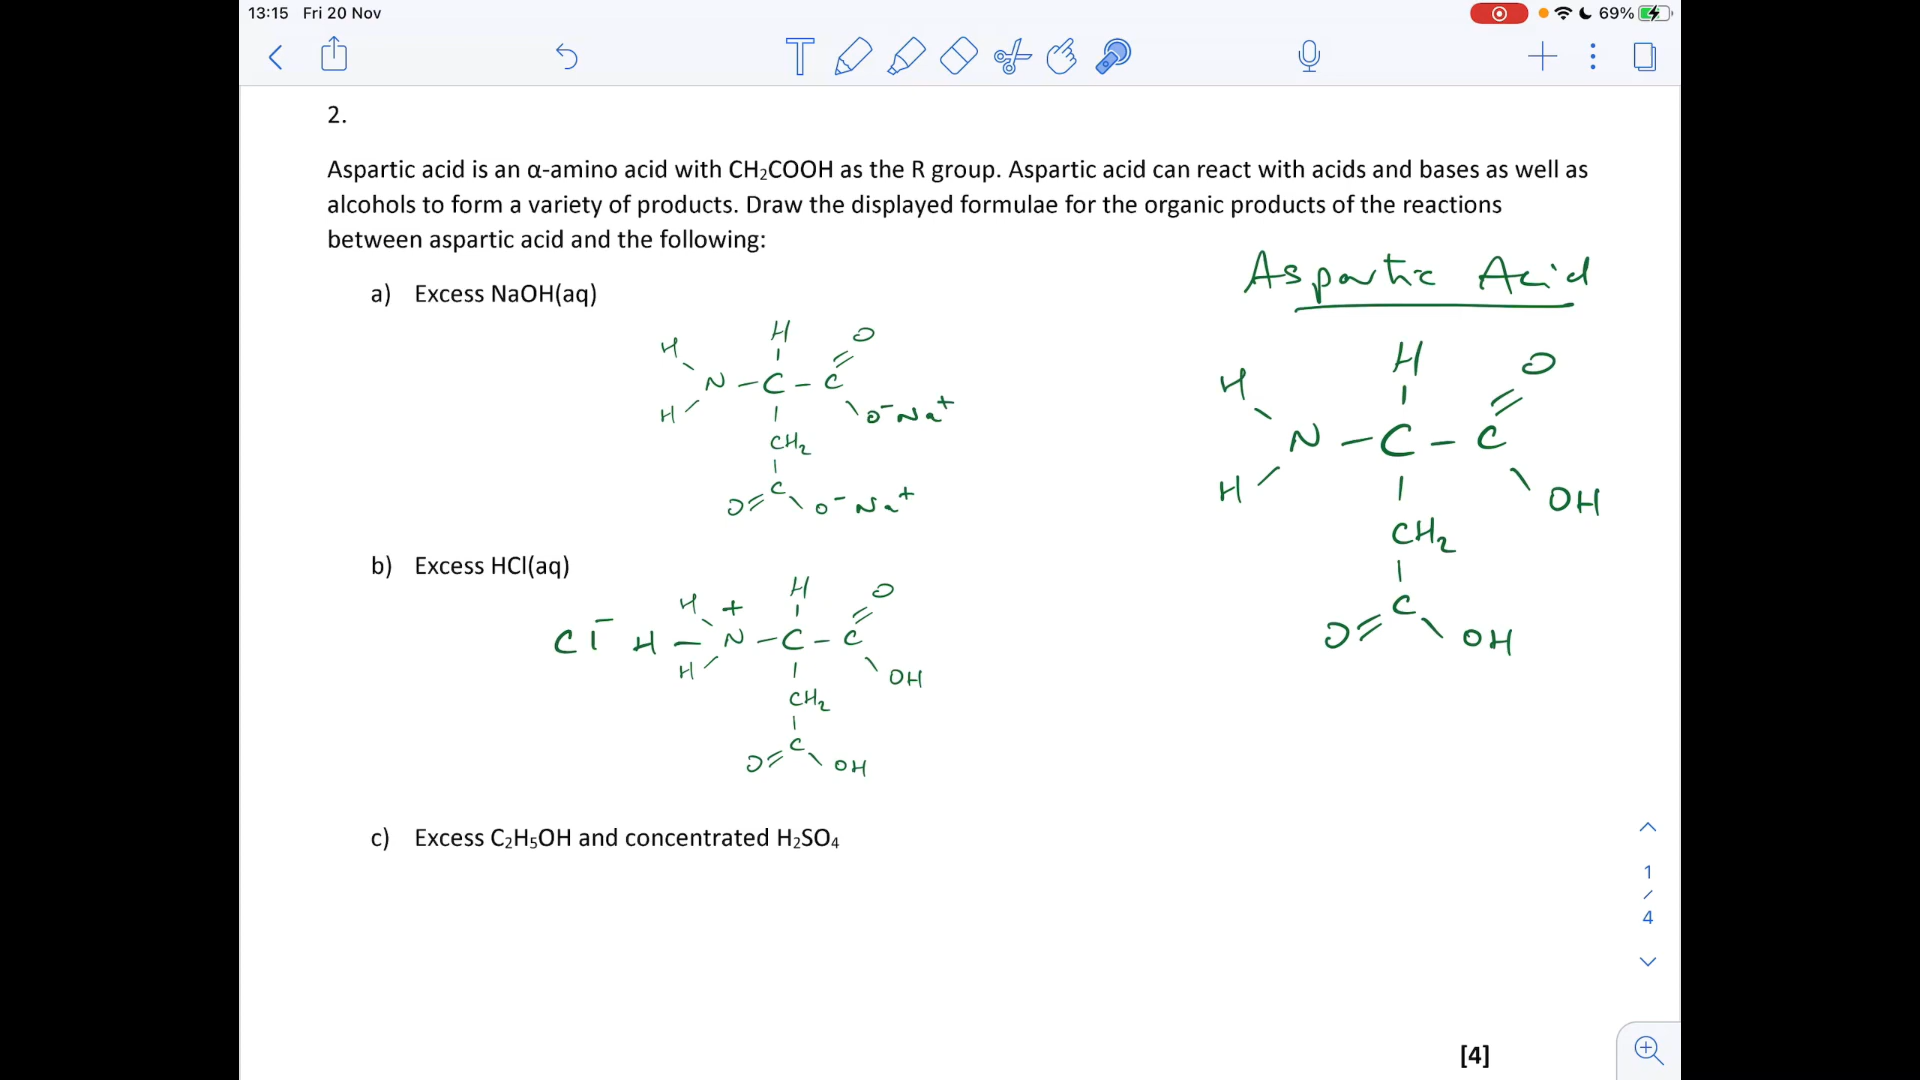 13:15 Fri 20 Nov
69%
2.
Aspartic acid is an α-amino acid with CH₂COOH as the R group. Aspartic acid can react with acids and bases as well as
alcohols to form a variety of products. Draw the displayed formulae for the organic products of the reactions
between aspartic acid and the following:
Aspartic Acid
a) Excess NaOH(aq)
H H O
N – C – C
H O⁻Na⁺
CH₂
C
O= O⁻Na⁺
H H O
N – C – C
H OH
CH₂
C
O= OH
b) Excess HCl(aq)
H + H O
Cl⁻ H – N – C – C
H OH
CH₂
C
O= OH
c) Excess C₂H₅OH and concentrated H₂SO₄
1
/
4
[4]